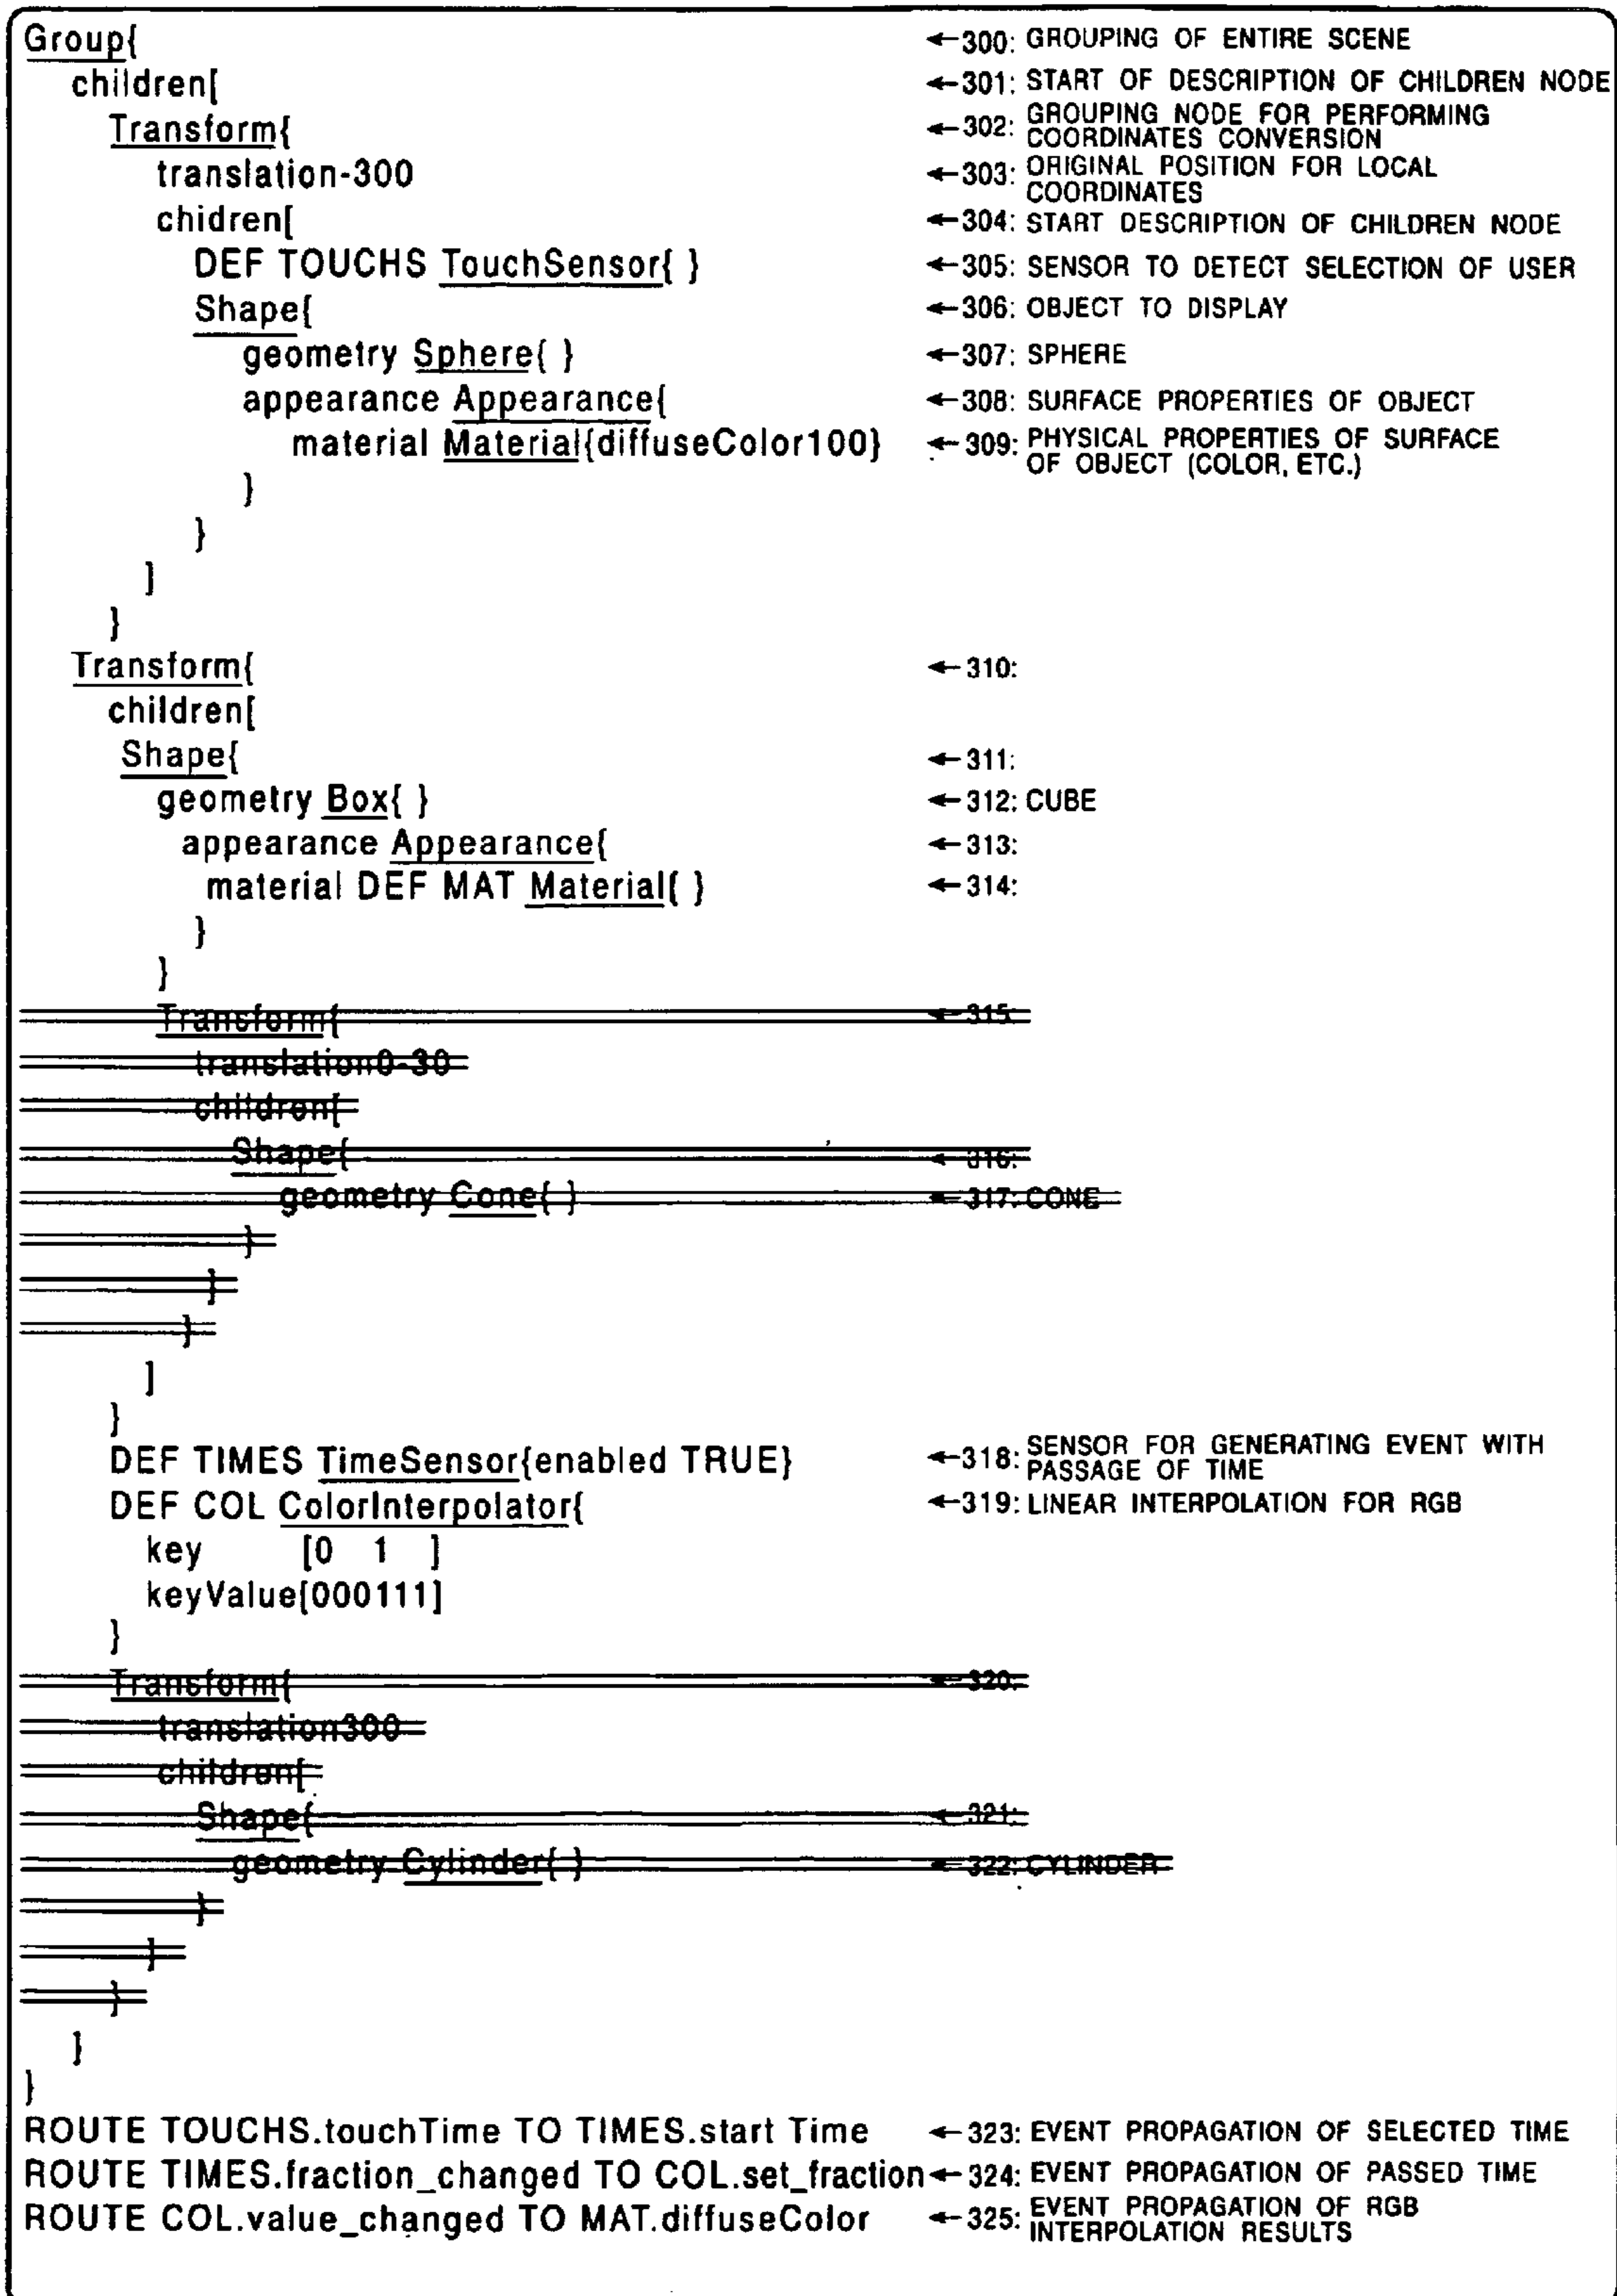 Group{ ←300: GROUPING OF ENTIRE SCENE
children[ ←301: START OF DESCRIPTION OF CHILDREN NODE
Transform{ ←302: GROUPING NODE FOR PERFORMING
COORDINATES CONVERSION
translation-300 ←303: ORIGINAL POSITION FOR LOCAL
COORDINATES
chidren[ ←304: START DESCRIPTION OF CHILDREN NODE
DEF TOUCHS TouchSensor{ } ←305: SENSOR TO DETECT SELECTION OF USER
Shape{ ←306: OBJECT TO DISPLAY
geometry Sphere{ } ←307: SPHERE
appearance Appearance{ ←308: SURFACE PROPERTIES OF OBJECT
material Material{diffuseColor100} ←309: PHYSICAL PROPERTIES OF SURFACE
OF OBJECT (COLOR, ETC.)
}
}
]
}
Transform{ ←310:
children[
Shape{ ←311:
geometry Box{ } ←312: CUBE
appearance Appearance{ ←313:
material DEF MAT Material{ } ←314:
}
}
Transform{ ←315:
translation0-30
children[
Shape{ ←316:
geometry Cone{ } ←317: CONE
}
]
}
]
}
DEF TIMES TimeSensor{enabled TRUE} ←318: SENSOR FOR GENERATING EVENT WITH
PASSAGE OF TIME
DEF COL ColorInterpolator{ ←319: LINEAR INTERPOLATION FOR RGB
key [0 1 ]
keyValue[000111]
}
Transform{ ←320:
translation300
children[
Shape{ ←321:
geometry Cylinder{ } ←322: CYLINDER
}
]
}
]
}
ROUTE TOUCHS.touchTime TO TIMES.start Time ←323: EVENT PROPAGATION OF SELECTED TIME
ROUTE TIMES.fraction_changed TO COL.set_fraction ←324: EVENT PROPAGATION OF PASSED TIME
ROUTE COL.value_changed TO MAT.diffuseColor ←325: EVENT PROPAGATION OF RGB
INTERPOLATION RESULTS